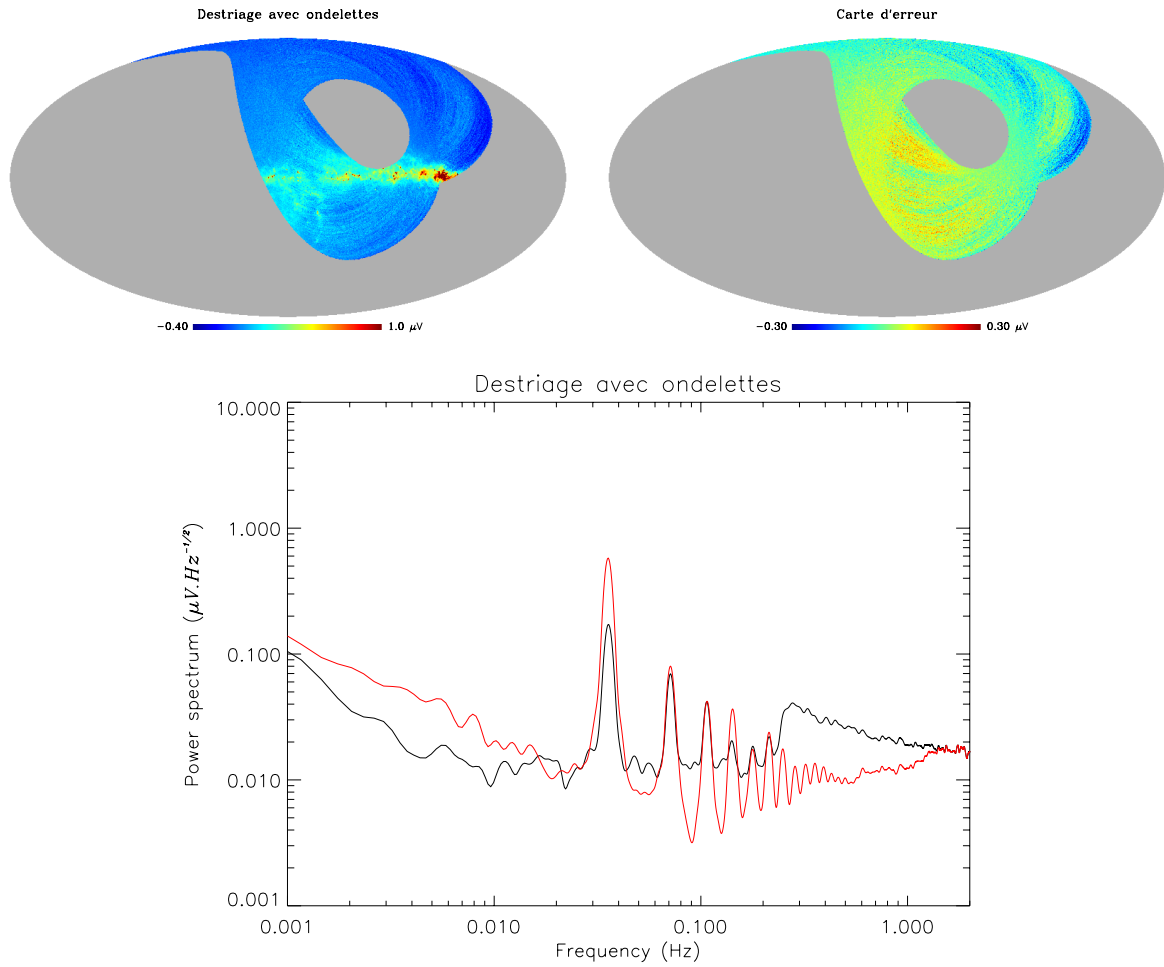 Destriage avec ondelettes
Carte d'erreur
-0.40 1.0 μV
-0.30 0.30 μV
Destriage avec ondelettes
10.000
1.000
0.100
0.010
0.001
Power spectrum (μV.Hz^-1/2)
0.001 0.010 0.100 1.000
Frequency (Hz)